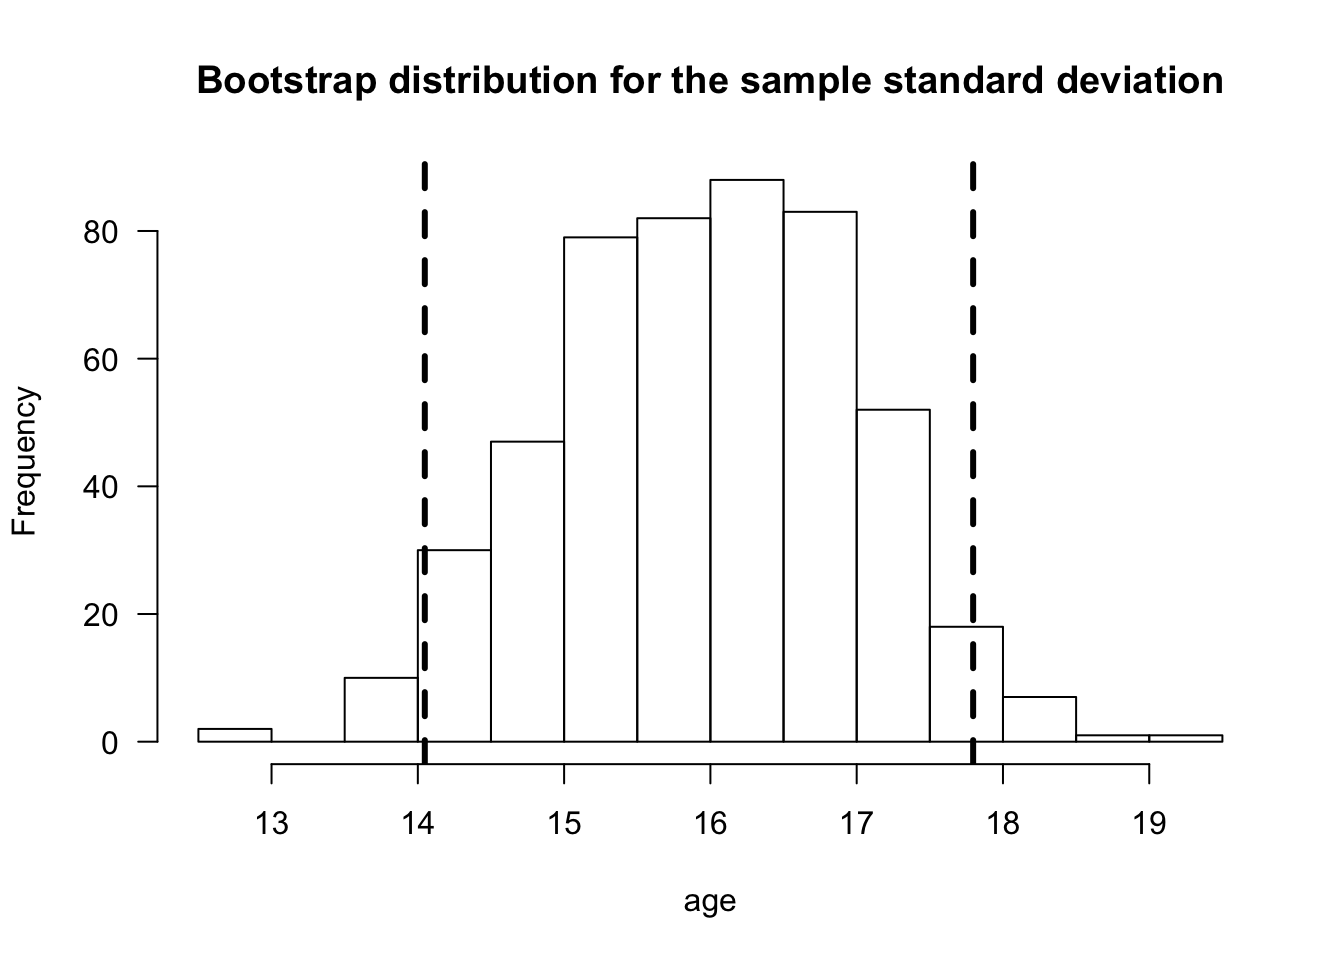 Bootstrap distribution for the sample standard deviation
Frequency
80
60
40
20
0
13 14 15 16 17 18 19
age